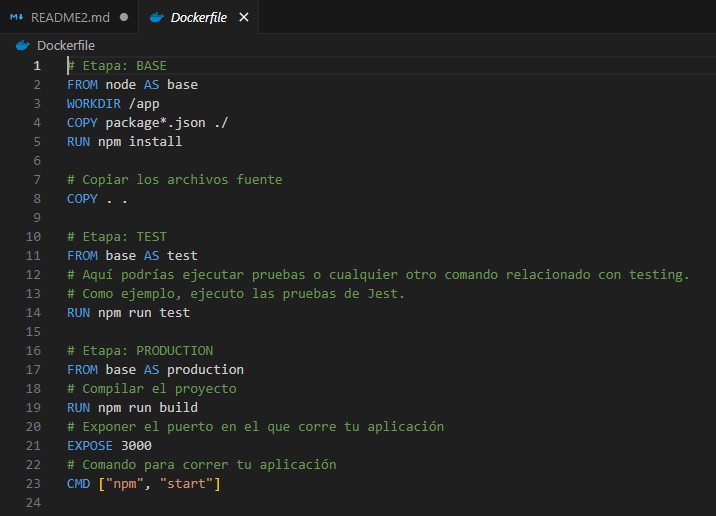 README2.md
Dockerfile
Dockerfile
1 # Etapa: BASE
2 FROM node AS base
3 WORKDIR /app
4 COPY package*.json ./
5 RUN npm install
6
7 # Copiar los archivos fuente
8 COPY . .
9
10 # Etapa: TEST
11 FROM base AS test
12 # Aquí podrías ejecutar pruebas o cualquier otro comando relacionado con testing.
13 # Como ejemplo, ejecuto las pruebas de Jest.
14 RUN npm run test
15
16 # Etapa: PRODUCTION
17 FROM base AS production
18 # Compilar el proyecto
19 RUN npm run build
20 # Exponer el puerto en el que corre tu aplicación
21 EXPOSE 3000
22 # Comando para correr tu aplicación
23 CMD ["npm", "start"]
24